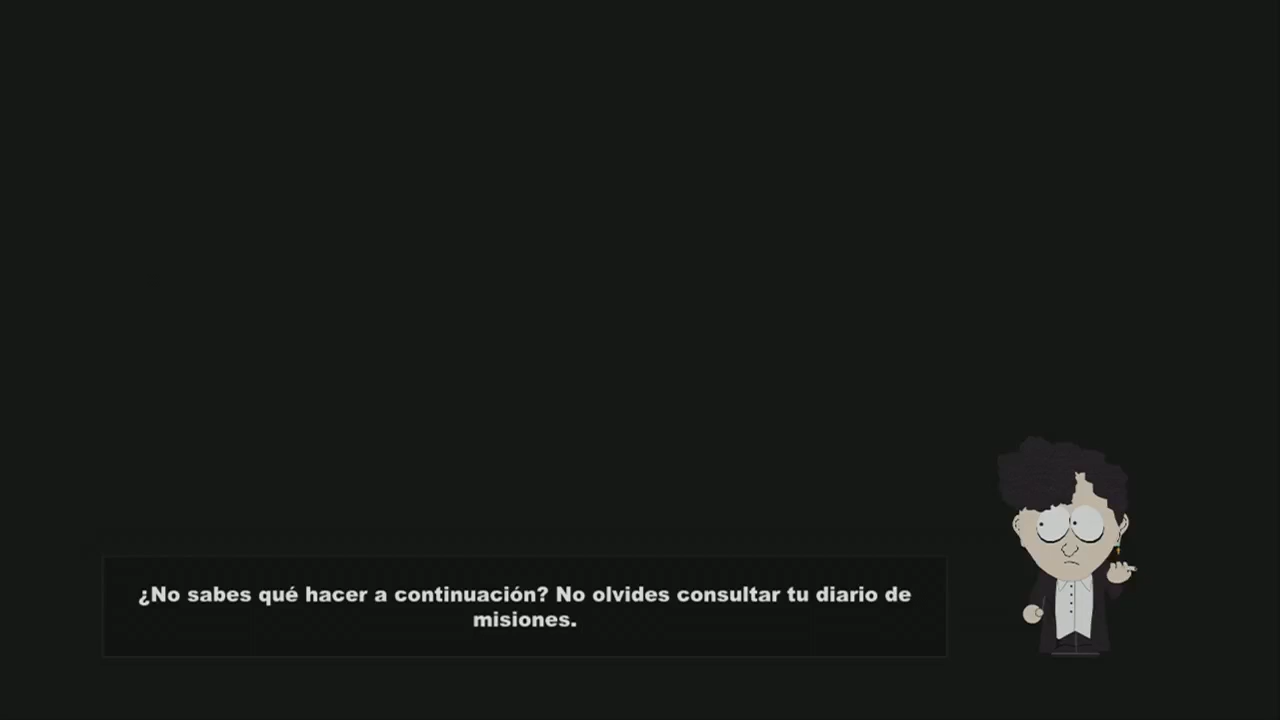 ¿No sabes qué hacer a continuación? No olvides consultar tu diario de
misiones.